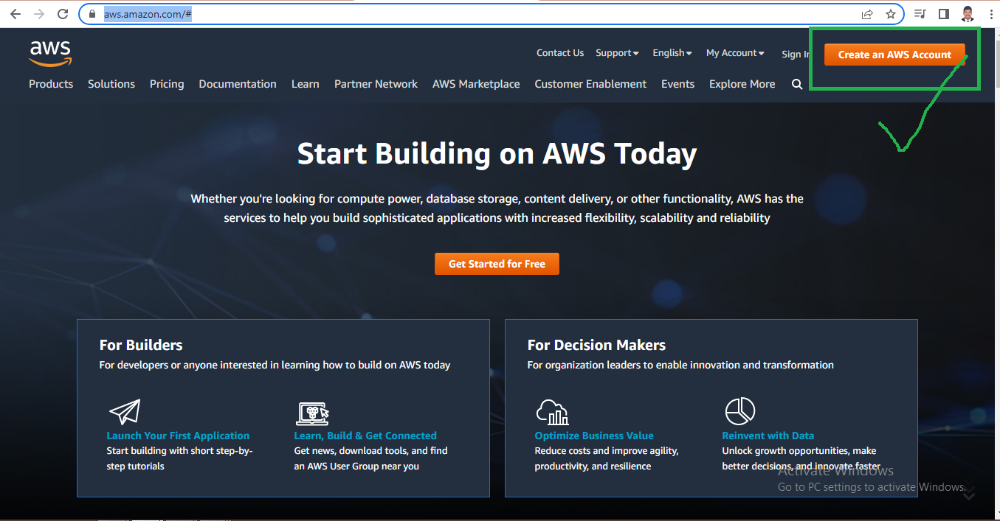 aws.amazon.com/#
aws
Contact Us Support English My Account Sign In Create an AWS Account
Products Solutions Pricing Documentation Learn Partner Network AWS Marketplace Customer Enablement Events Explore More
Start Building on AWS Today
Whether you're looking for compute power, database storage, content delivery, or other functionality, AWS has the
services to help you build sophisticated applications with increased flexibility, scalability and reliability
Get Started for Free
For Builders
For developers or anyone interested in learning how to build on AWS today
Launch Your First Application
Start building with short step-by-
step tutorials
Learn, Build & Get Connected
Get news, download tools, and find
an AWS User Group near you
For Decision Makers
For organization leaders to enable innovation and transformation
Optimize Business Value
Reduce costs and improve agility,
productivity, and resilience
Reinvent with Data
Unlock growth opportunities, make
better decisions, and innovate faster
Activate Windows
Go to PC settings to activate Windows.